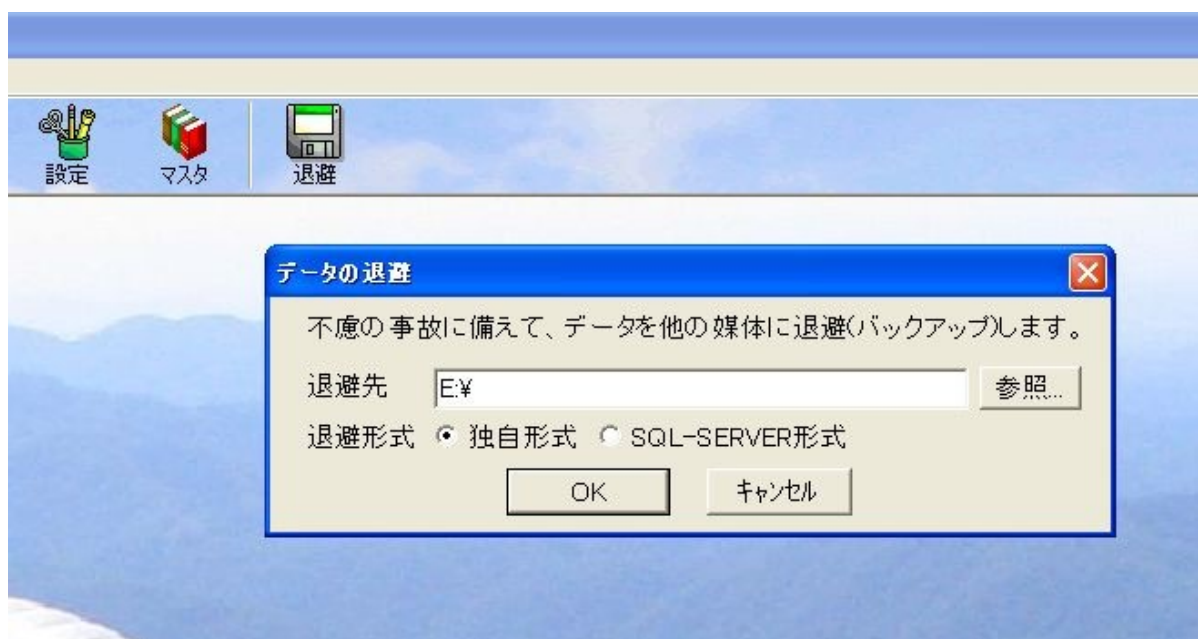 設定 マスタ 退避
データの退避
不慮の事故に備えて、データを他の媒体に退避(バックアップ)します。
退避先 E:¥ 参照...
退避形式 独自形式 SQL-SERVER形式
OK キャンセル